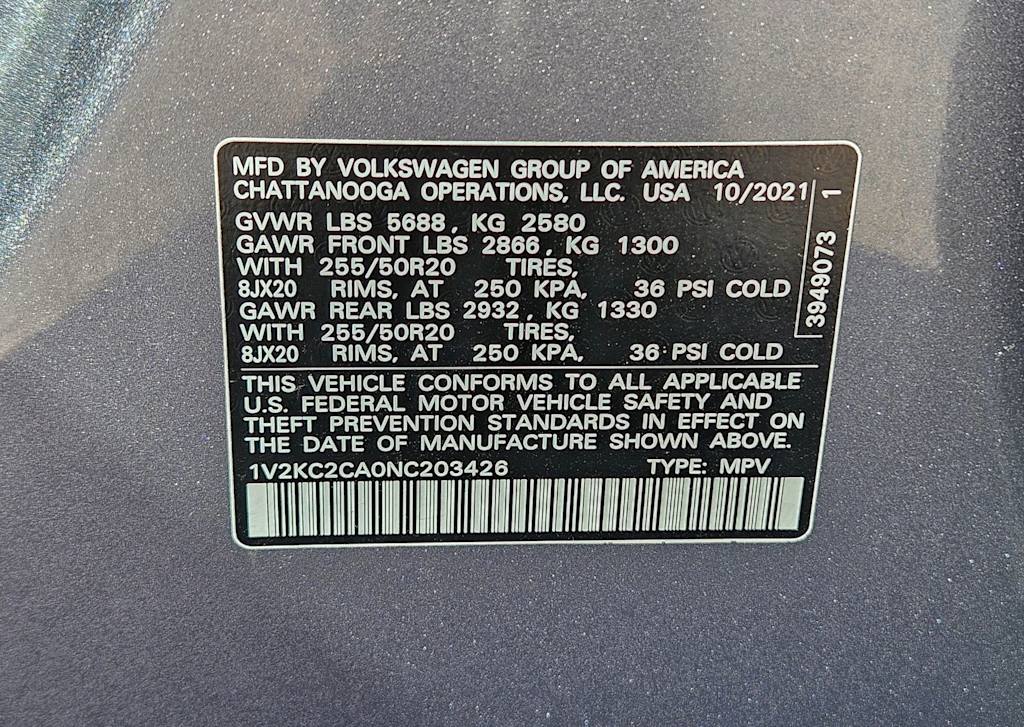 MFD BY VOLKSWAGEN GROUP OF AMERICA
CHATTANOOGA OPERATIONS, LLC. USA 10/2021
GVWR LBS 5688, KG 2580
GAWR FRONT LBS 2866, KG 1300
WITH 255/50R20 TIRES,
8JX20 RIMS, AT 250 KPA, 36 PSI COLD
GAWR REAR LBS 2932, KG 1330
WITH 255/50R20 TIRES,
8JX20 RIMS, AT 250 KPA, 36 PSI COLD
3949073 1
THIS VEHICLE CONFORMS TO ALL APPLICABLE
U.S. FEDERAL MOTOR VEHICLE SAFETY AND
THEFT PREVENTION STANDARDS IN EFFECT ON
THE DATE OF MANUFACTURE SHOWN ABOVE.
1V2KC2CA0NC203426 TYPE: MPV